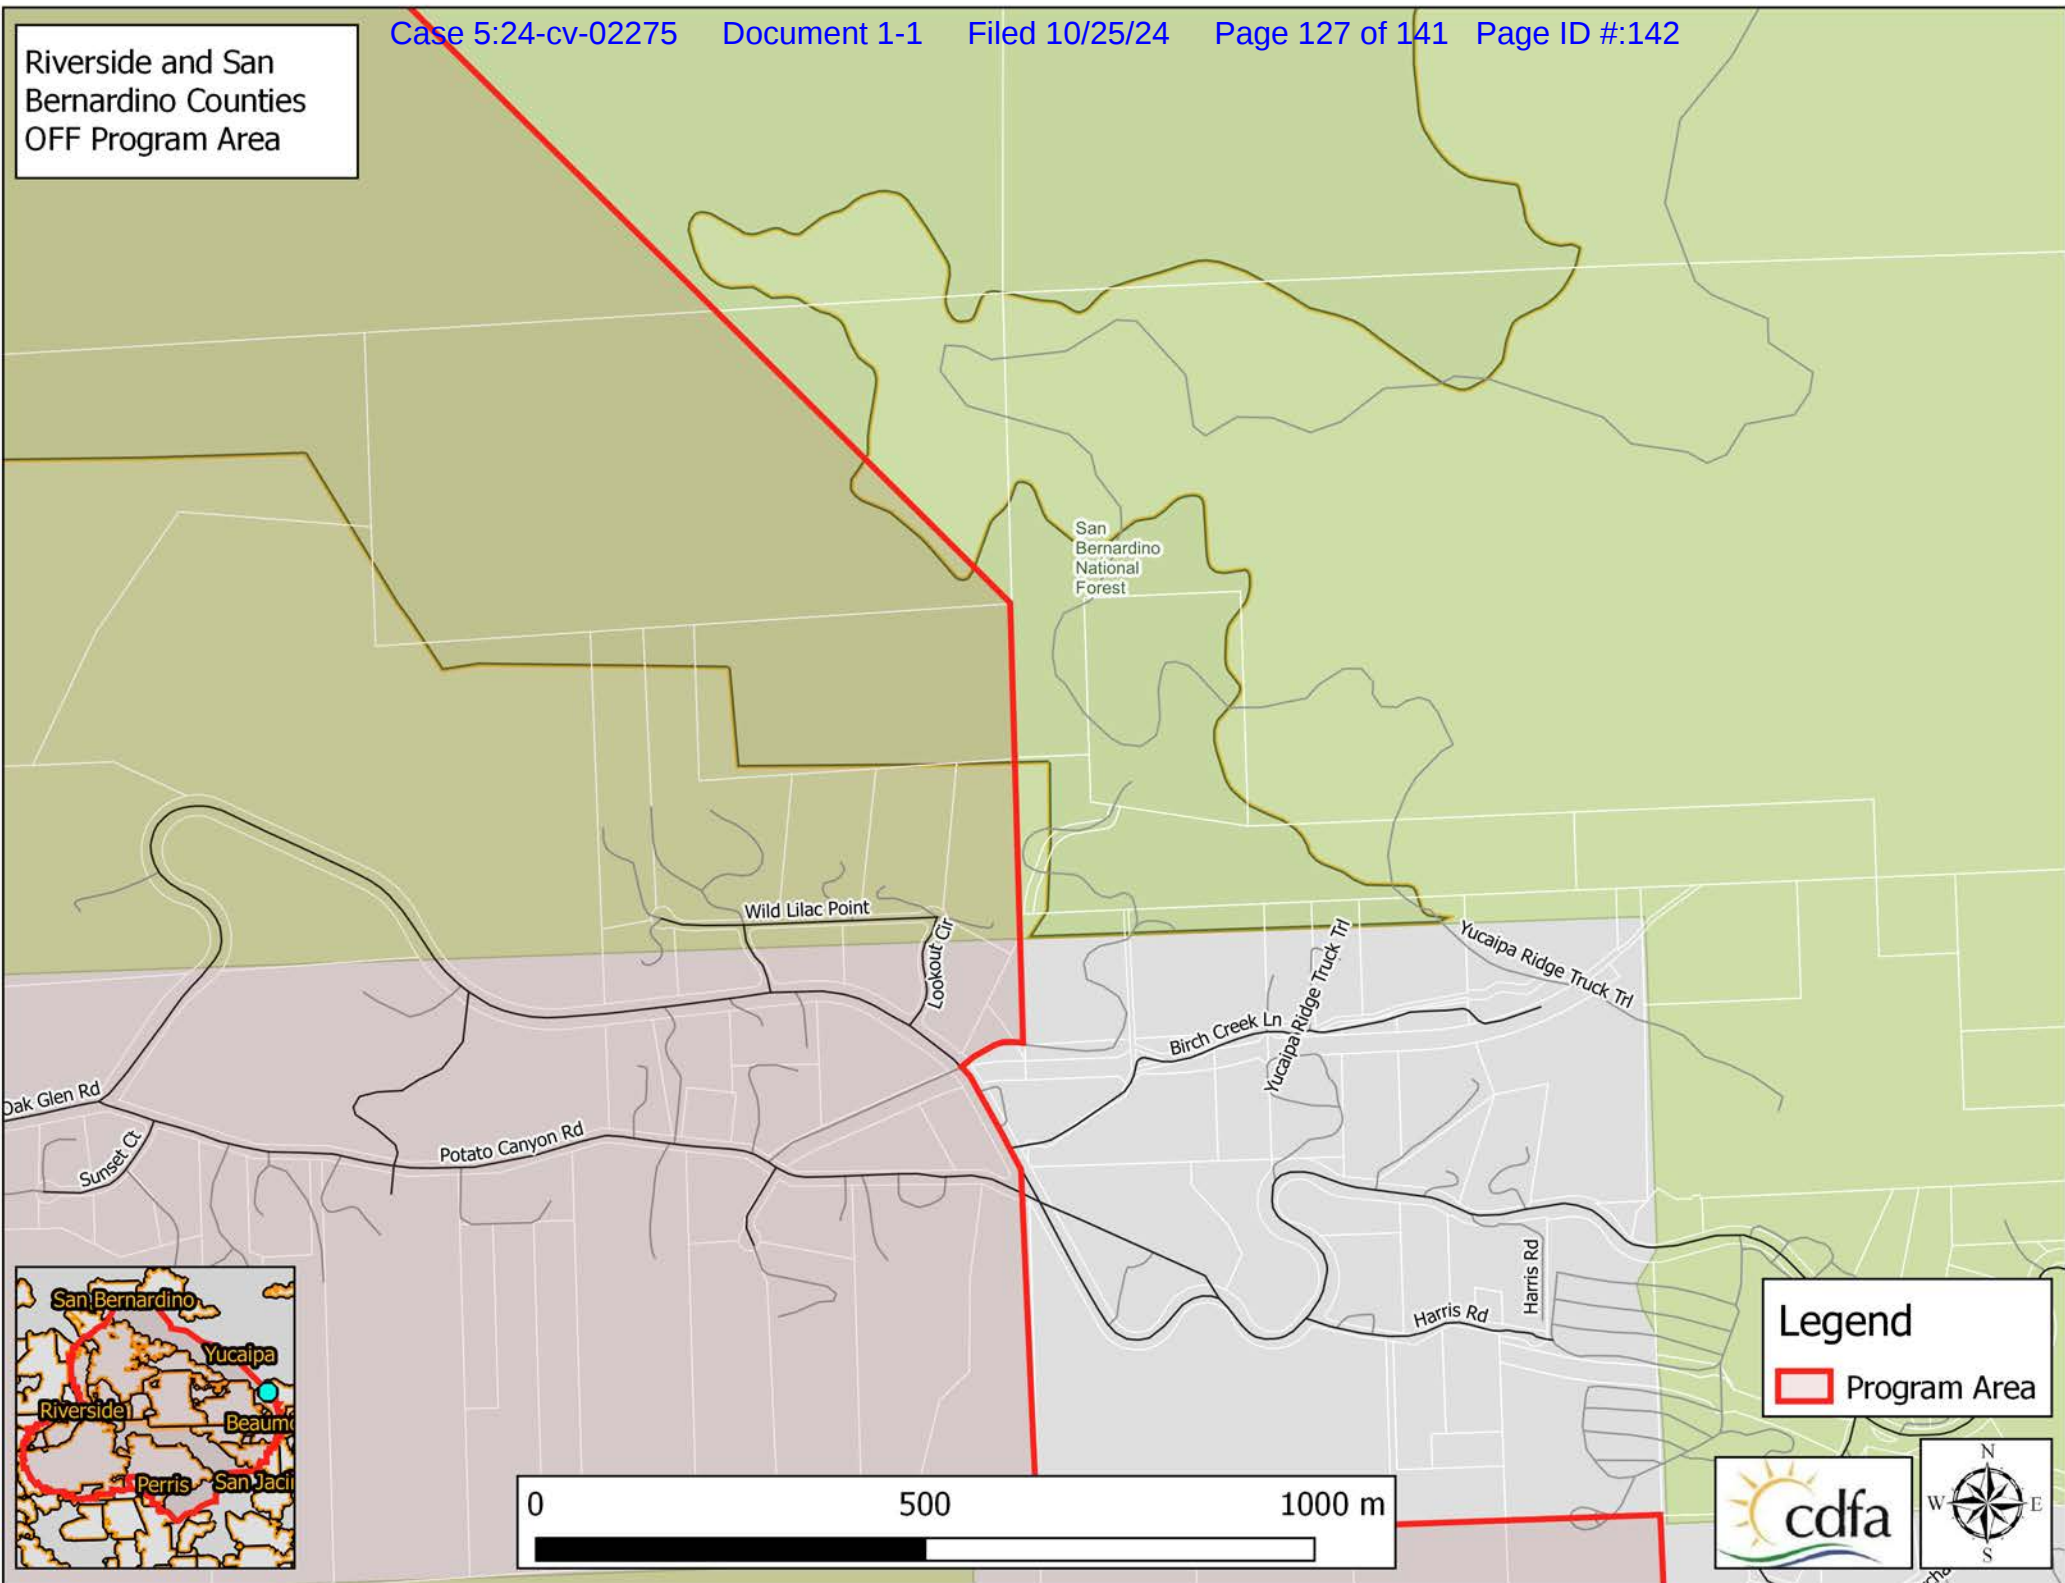 Case 5:24-cv-02275 Document 1-1 Filed 10/25/24 Page 127 of 141 Page ID #:142
Riverside and San
Bernardino Counties
OFF Program Area
San
Bernardino
National
Forest
Wild Lilac Point
Lookout Cir
Yucaipa Ridge Truck Trl
Yucaipa Ridge Truck Trl
Birch Creek Ln
Oak Glen Rd
Sunset Ct
Potato Canyon Rd
Harris Rd
Harris Rd
San Bernardino
Yucaipa
Riverside
Beaumo
Perris
San Jacin
Legend
Program Area
0 500 1000 m
cdfa
N
W E
S